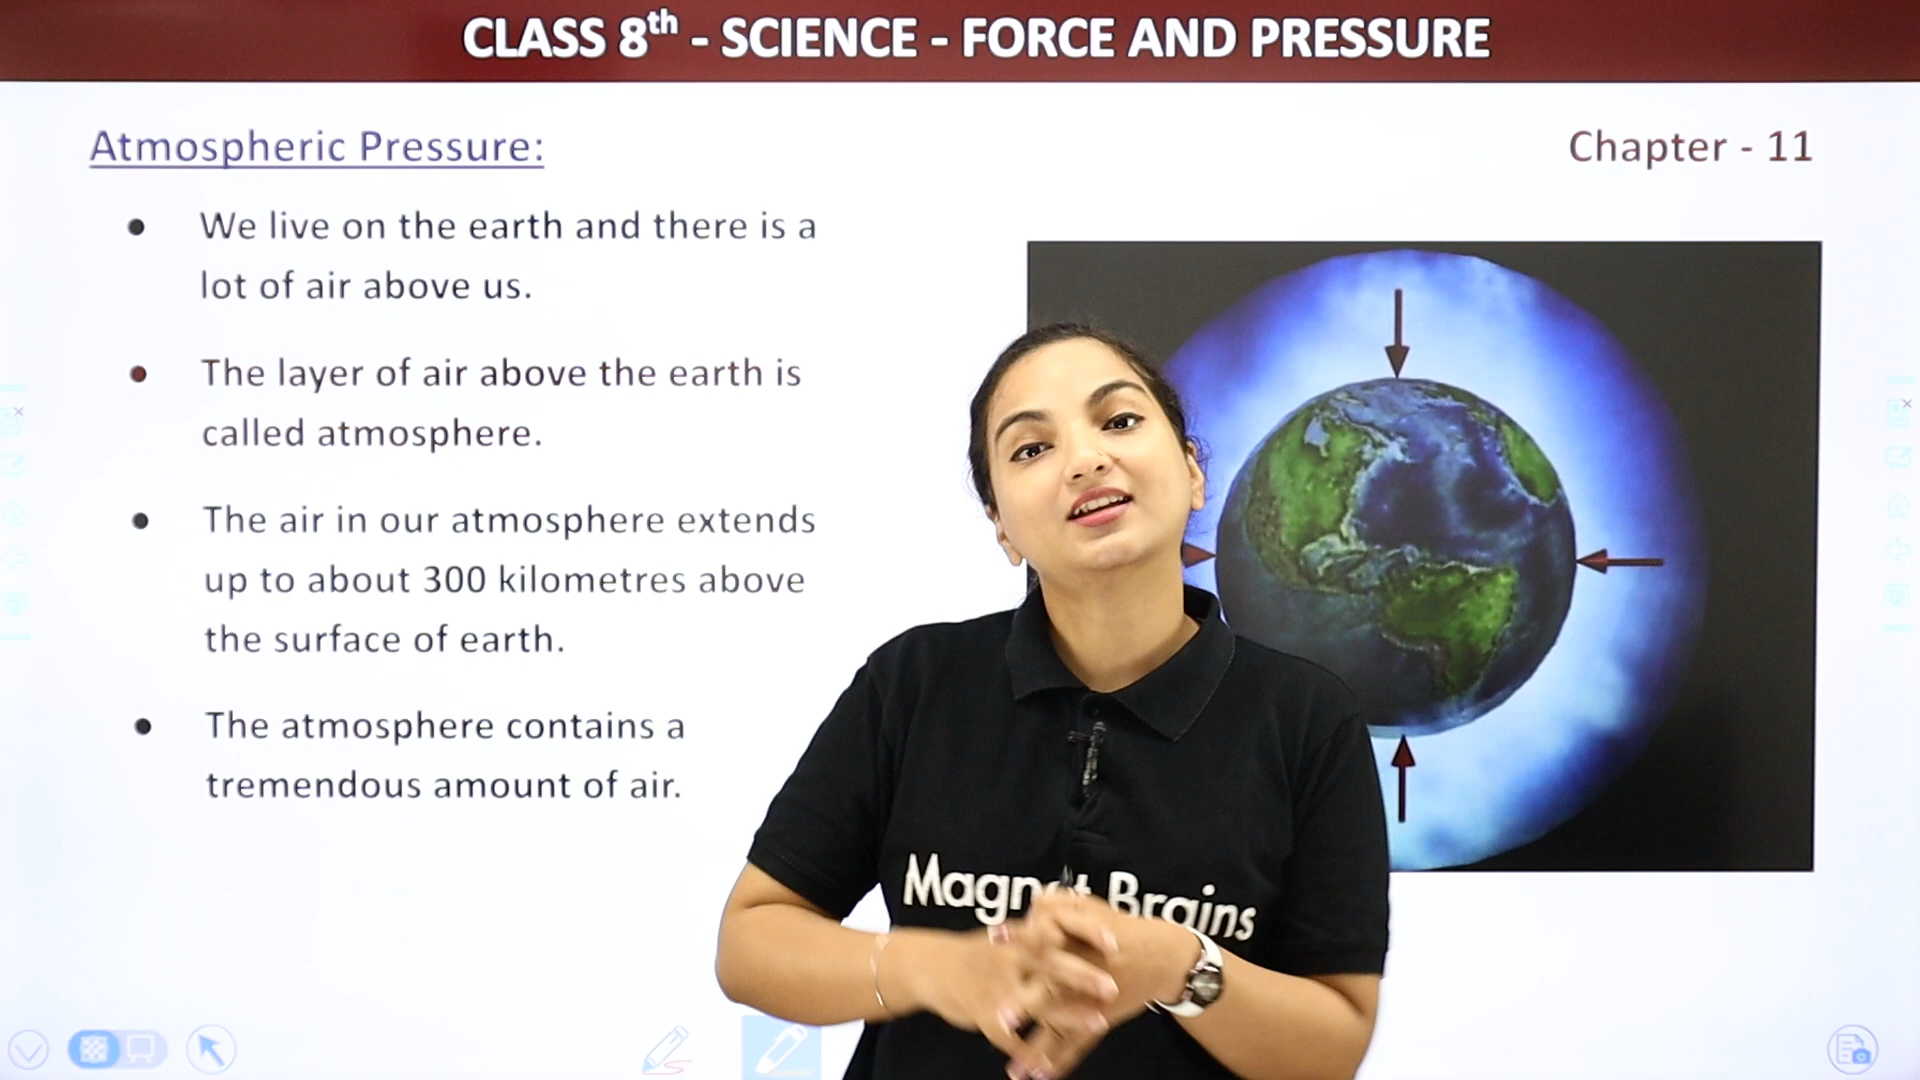 CLASS 8th - SCIENCE - FORCE AND PRESSURE
Atmospheric Pressure:
Chapter - 11
• We live on the earth and there is a
lot of air above us.
• The layer of air above the earth is
called atmosphere.
• The air in our atmosphere extends
up to about 300 kilometres above
the surface of earth.
• The atmosphere contains a
tremendous amount of air.
Magnet Brains